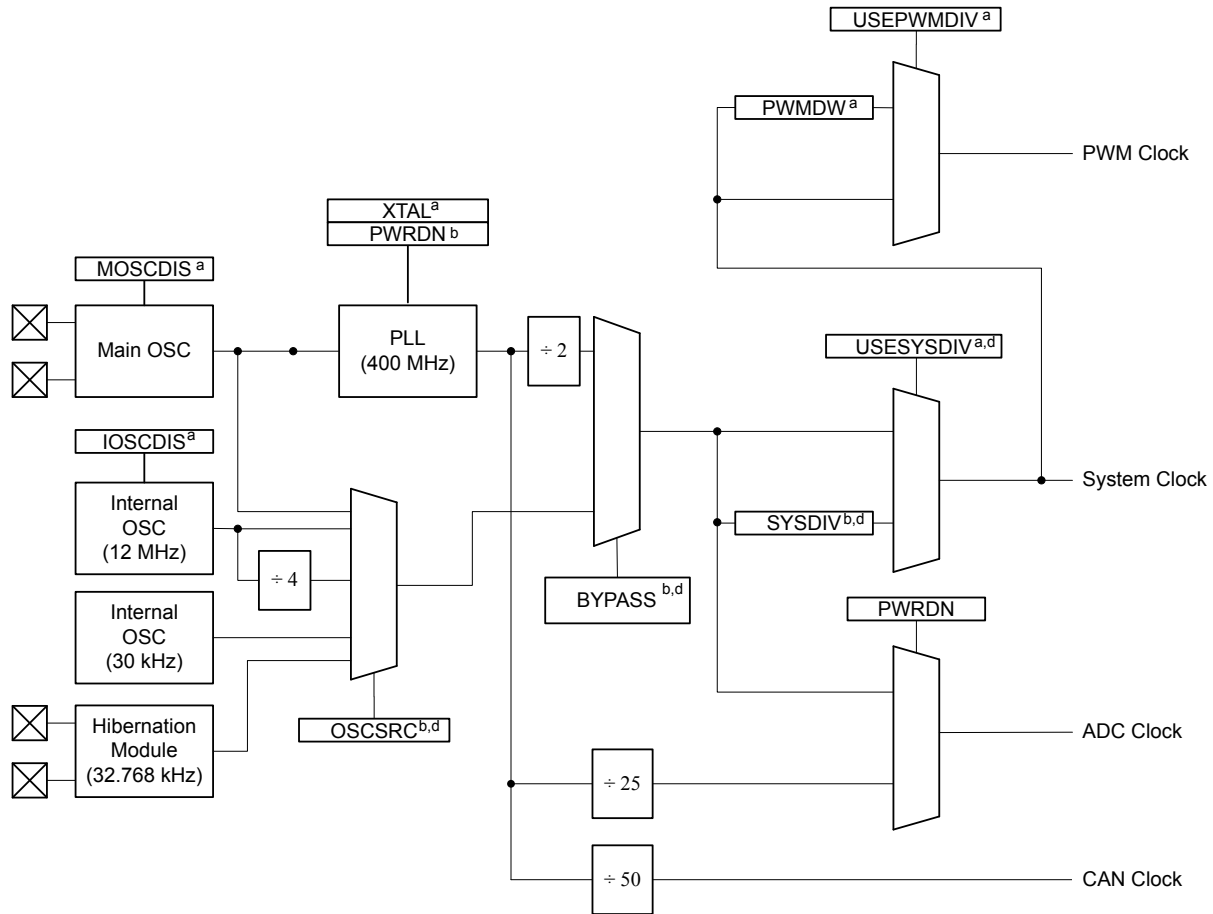 USEPWMDIV a
PWMDW a
PWM Clock
XTAL a
PWRDN b
MOSCDIS a
Main OSC
PLL
(400 MHz)
÷ 2
USESYSDIV a,d
IOSCDIS a
Internal
OSC
(12 MHz)
÷ 4
System Clock
SYSDIV b,d
BYPASS b,d
PWRDN
Internal
OSC
(30 kHz)
Hibernation
Module
(32.768 kHz)
OSCSRC b,d
ADC Clock
÷ 25
÷ 50
CAN Clock